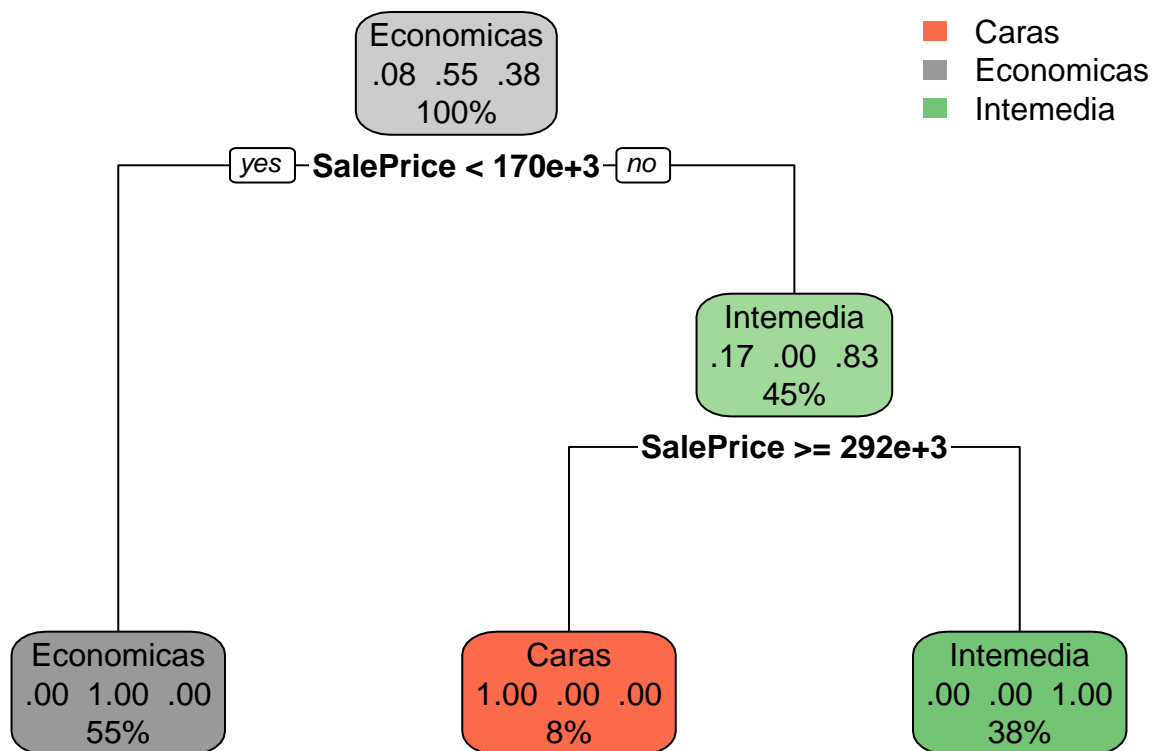 Economicas
.08 .55 .38
100%
Caras
Economicas
Intemedia
yes SalePrice < 170e+3 no
Intemedia
.17 .00 .83
45%
SalePrice >= 292e+3
Economicas
.00 1.00 .00
55%
Caras
1.00 .00 .00
8%
Intemedia
.00 .00 1.00
38%